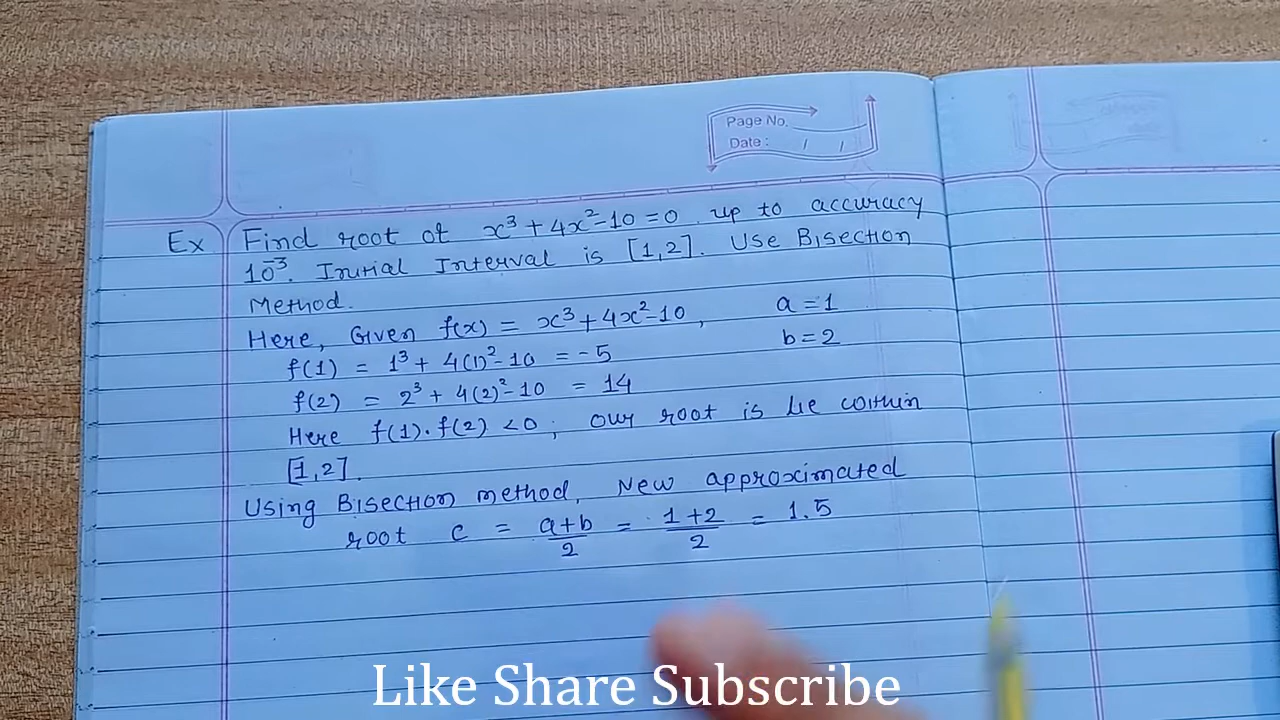 Page No.
Date : / /
Ex Find root of x³ + 4x² - 10 = 0 up to accuracy
10⁻³. Initial Interval is [1,2]. Use Bisection
Method.
Here, Given f(x) = x³ + 4x² - 10, a = 1
f(1) = 1³ + 4(1)² - 10 = -5 b = 2
f(2) = 2³ + 4(2)² - 10 = 14
Here f(1).f(2) < 0; our root is lie within
[1,2].
Using Bisection method, New approximated
root c = a+b/2 = 1+2/2 = 1.5
Like Share Subscribe